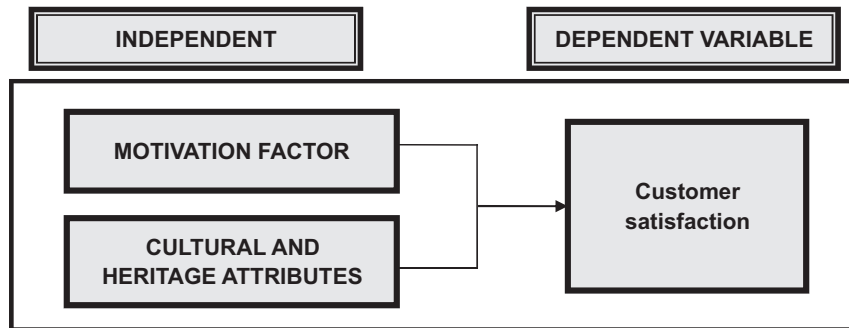 INDEPENDENT
DEPENDENT VARIABLE
MOTIVATION FACTOR
CULTURAL AND
HERITAGE ATTRIBUTES
Customer
satisfaction